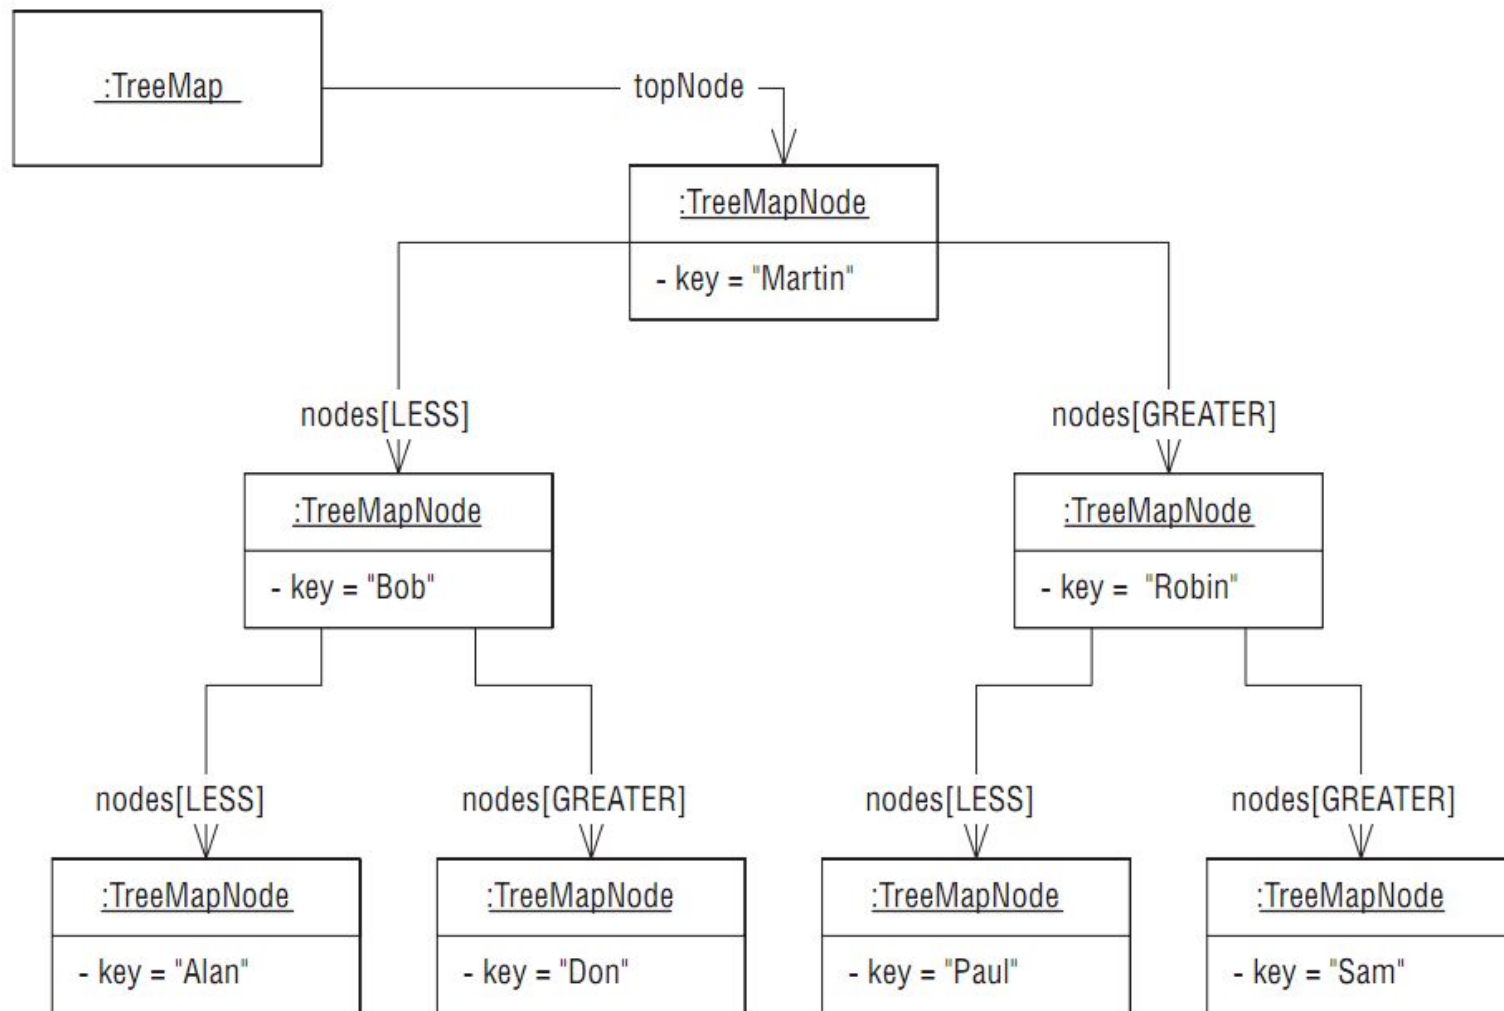 :TreeMap
topNode
:TreeMapNode
- key = "Martin"
nodes[LESS]
nodes[GREATER]
:TreeMapNode
- key = "Bob"
:TreeMapNode
- key = "Robin"
nodes[LESS]
nodes[GREATER]
nodes[LESS]
nodes[GREATER]
:TreeMapNode
- key = "Alan"
:TreeMapNode
- key = "Don"
:TreeMapNode
- key = "Paul"
:TreeMapNode
- key = "Sam"